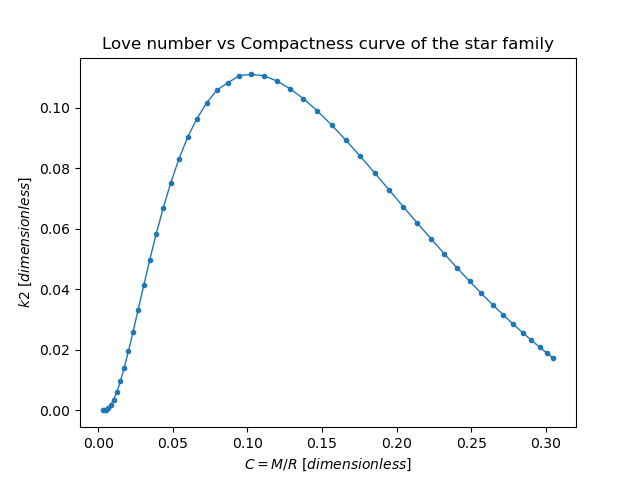 Love number vs Compactness curve of the star family
0.10
0.08
0.06
0.04
0.02
0.00
k2 [dimensionless]
0.00 0.05 0.10 0.15 0.20 0.25 0.30
C = M/R [dimensionless]